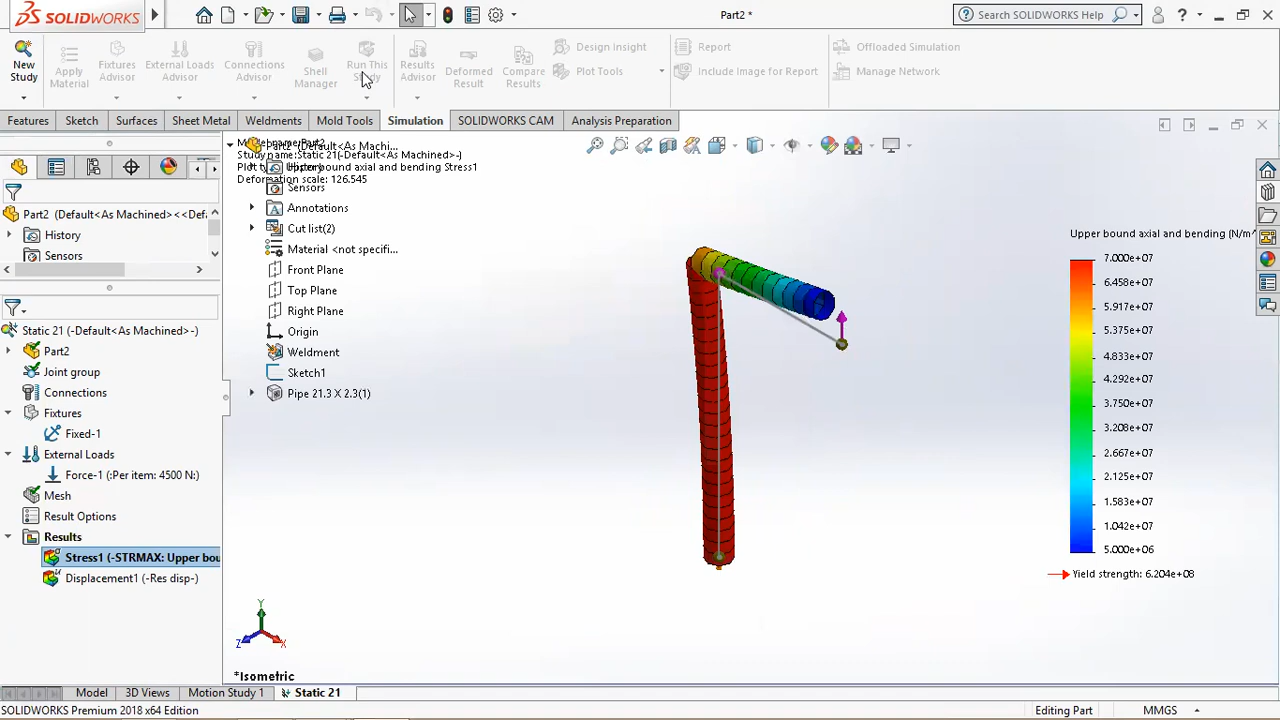 SOLIDWORKS
Part2 *
Search SOLIDWORKS Help
?
New Study
Apply Material
Fixtures Advisor
External Loads Advisor
Connections Advisor
Shell Manager
Run This Study
Results Advisor
Deformed Result
Compare Results
Design Insight
Plot Tools
Report
Include Image for Report
Offloaded Simulation
Manage Network
Features
Sketch
Surfaces
Sheet Metal
Weldments
Mold Tools
Simulation
SOLIDWORKS CAM
Analysis Preparation
Part2 (Default<As Machined><<Defa
History
Sensors
Static 21 (-Default<As Machined>-)
Part2
Joint group
Connections
Fixtures
Fixed-1
External Loads
Force-1 (:Per item: 4500 N:)
Mesh
Result Options
Results
Stress1 (-STRMAX: Upper bou
Displacement1 (-Res disp-)
Part2 (Default<As Machi...
Study name:Static 21(-Default<As Machined>-)
bound axial and bending Stress1
Deformation scale: 126.545
Sensors
Annotations
Cut list(2)
Material <not specifi...
Front Plane
Top Plane
Right Plane
Origin
Weldment
Sketch1
Pipe 21.3 X 2.3(1)
Upper bound axial and bending (N/m^
7.000e+07
6.458e+07
5.917e+07
5.375e+07
4.833e+07
4.292e+07
3.750e+07
3.208e+07
2.667e+07
2.125e+07
1.583e+07
1.042e+07
5.000e+06
Yield strength: 6.204e+08
Y
Z
X
*Isometric
Model
3D Views
Motion Study 1
Static 21
SOLIDWORKS Premium 2018 x64 Edition
Editing Part
MMGS